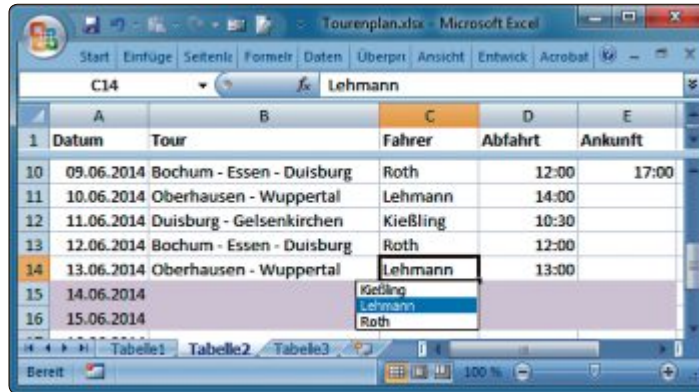 Tourenplan.xlsx - Microsoft Excel
Start Einfüge Seitenla Formeln Daten Überprü Ansicht Entwick Acrobat
C14 fx Lehmann
A B C D E
1 Datum Tour Fahrer Abfahrt Ankunft
10 09.06.2014 Bochum - Essen - Duisburg Roth 12:00 17:00
11 10.06.2014 Oberhausen - Wuppertal Lehmann 14:00
12 11.06.2014 Duisburg - Gelsenkirchen Kießling 10:30
13 12.06.2014 Bochum - Essen - Duisburg Roth 12:00
14 13.06.2014 Oberhausen - Wuppertal Lehmann 13:00
15 14.06.2014
Kießling
Lehmann
16 15.06.2014
Roth
Tabelle1 Tabelle2 Tabelle3
Bereit 100 %